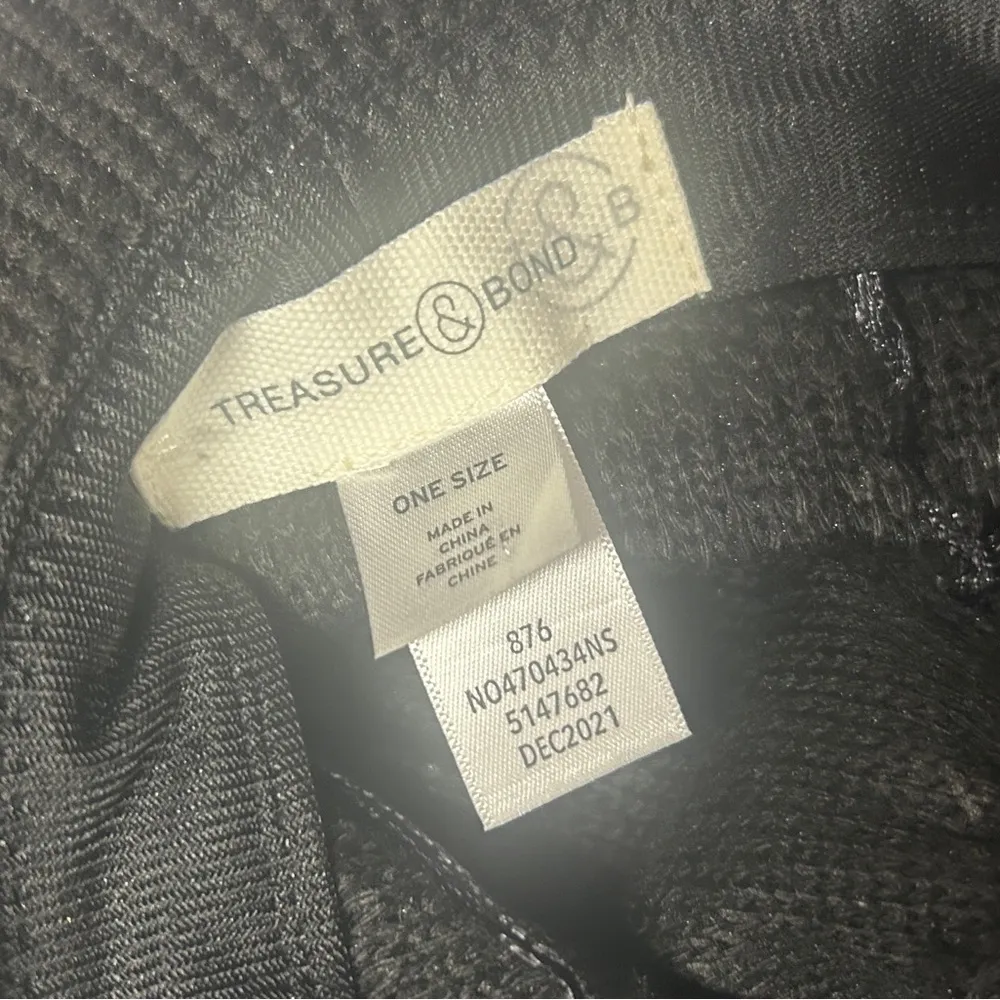 TREASURE & BOND
& B
ONE SIZE
MADE IN
CHINA
FABRIQUÉ EN
CHINE
876
NO470434NS
5147682
DEC2021